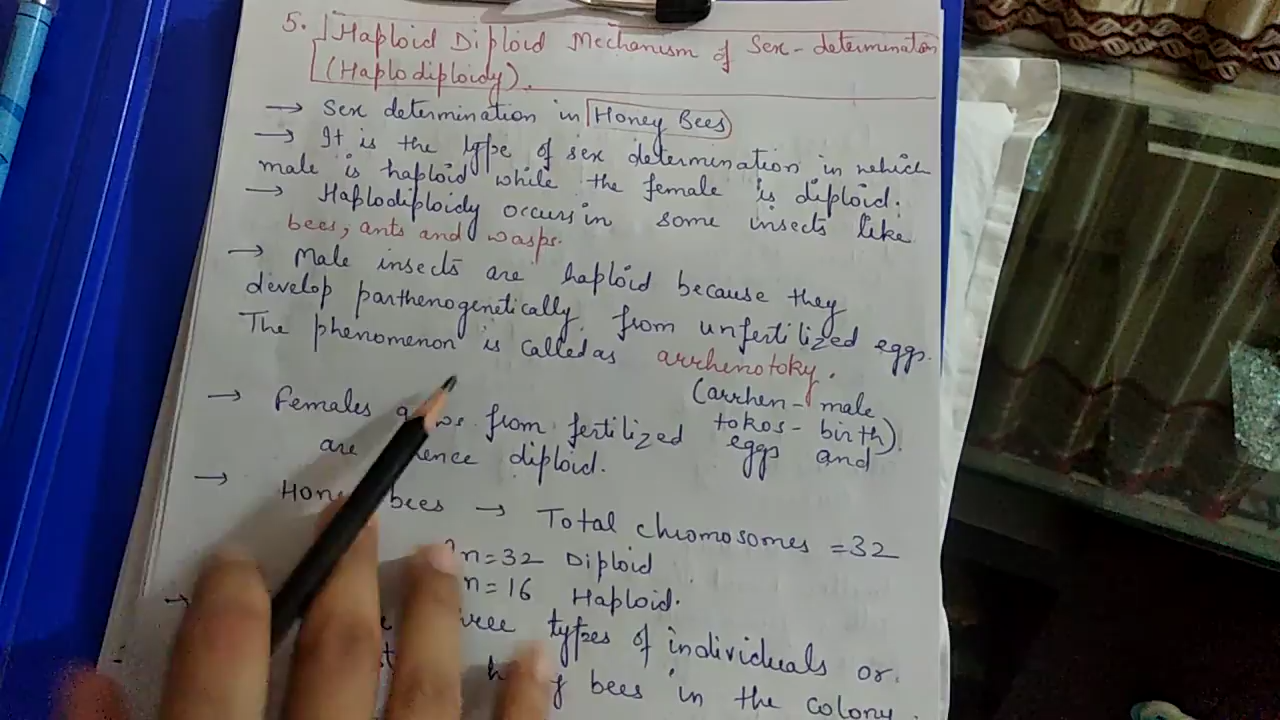 5. Haploid Diploid Mechanism of Sex-determination
(Haplodiploidy).
→ Sex determination in Honey Bees
→ It is the type of sex determination in which
male is haploid while the female is diploid.
→ Haplodiploidy occurs in some insects like
bees, ants and wasps.
→ Male insects are haploid because they
develop parthenogenetically from unfertilized eggs.
The phenomenon is called as arrhenotoky.
(arrhen- male
tokos- birth).
→ Females from fertilized eggs and
are hence diploid.
→ Honey bees → Total chromosomes = 32
2n=32 Diploid
n=16 Haploid.
→ types of individuals or
bees in the colony.